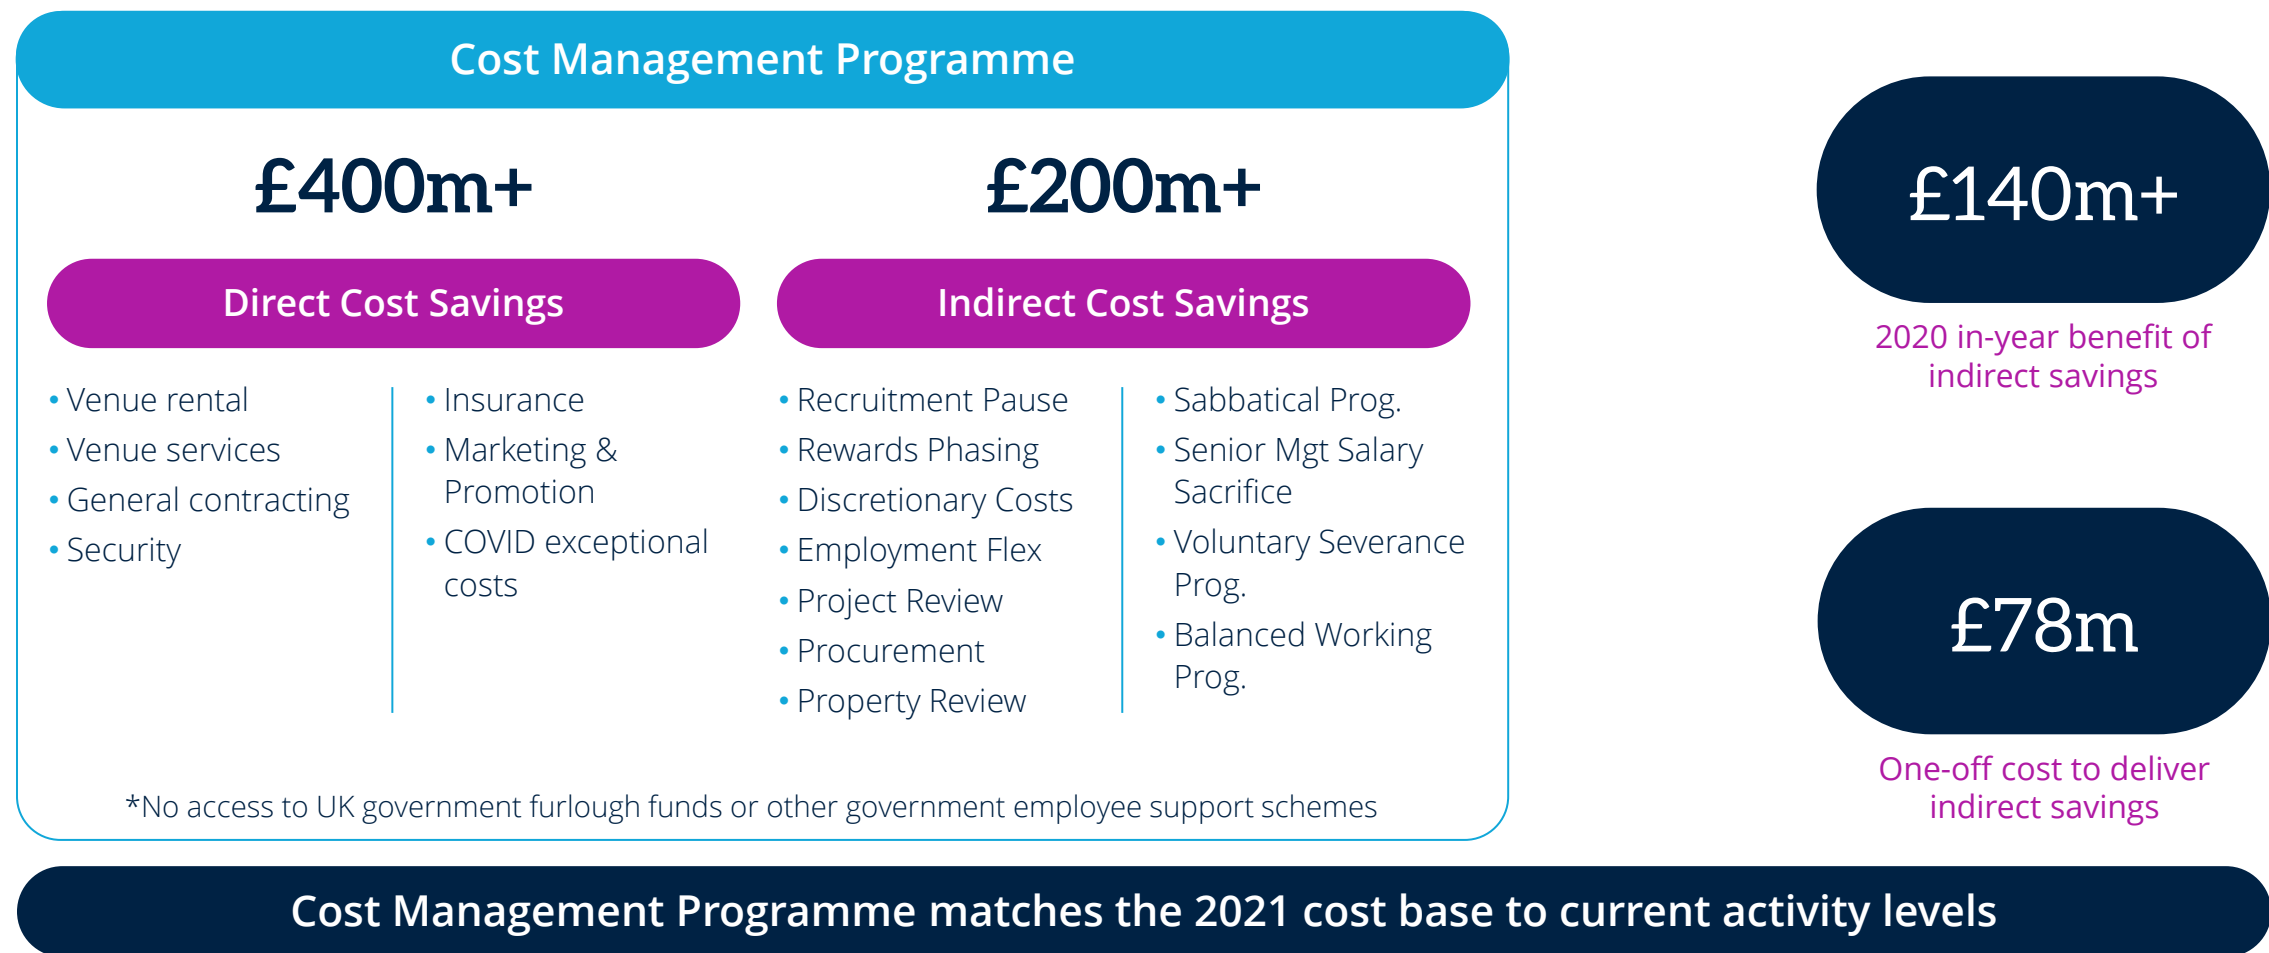 Cost Management Programme
£400m+
Direct Cost Savings
• Venue rental
• Venue services
• General contracting
• Security
• Insurance
• Marketing &
Promotion
• COVID exceptional
costs
£200m+
Indirect Cost Savings
• Recruitment Pause
• Rewards Phasing
• Discretionary Costs
• Employment Flex
• Project Review
• Procurement
• Property Review
• Sabbatical Prog.
• Senior Mgt Salary
Sacrifice
• Voluntary Severance
Prog.
• Balanced Working
Prog.
*No access to UK government furlough funds or other government employee support schemes
£140m+
2020 in-year benefit of
indirect savings
£78m
One-off cost to deliver
indirect savings
Cost Management Programme matches the 2021 cost base to current activity levels